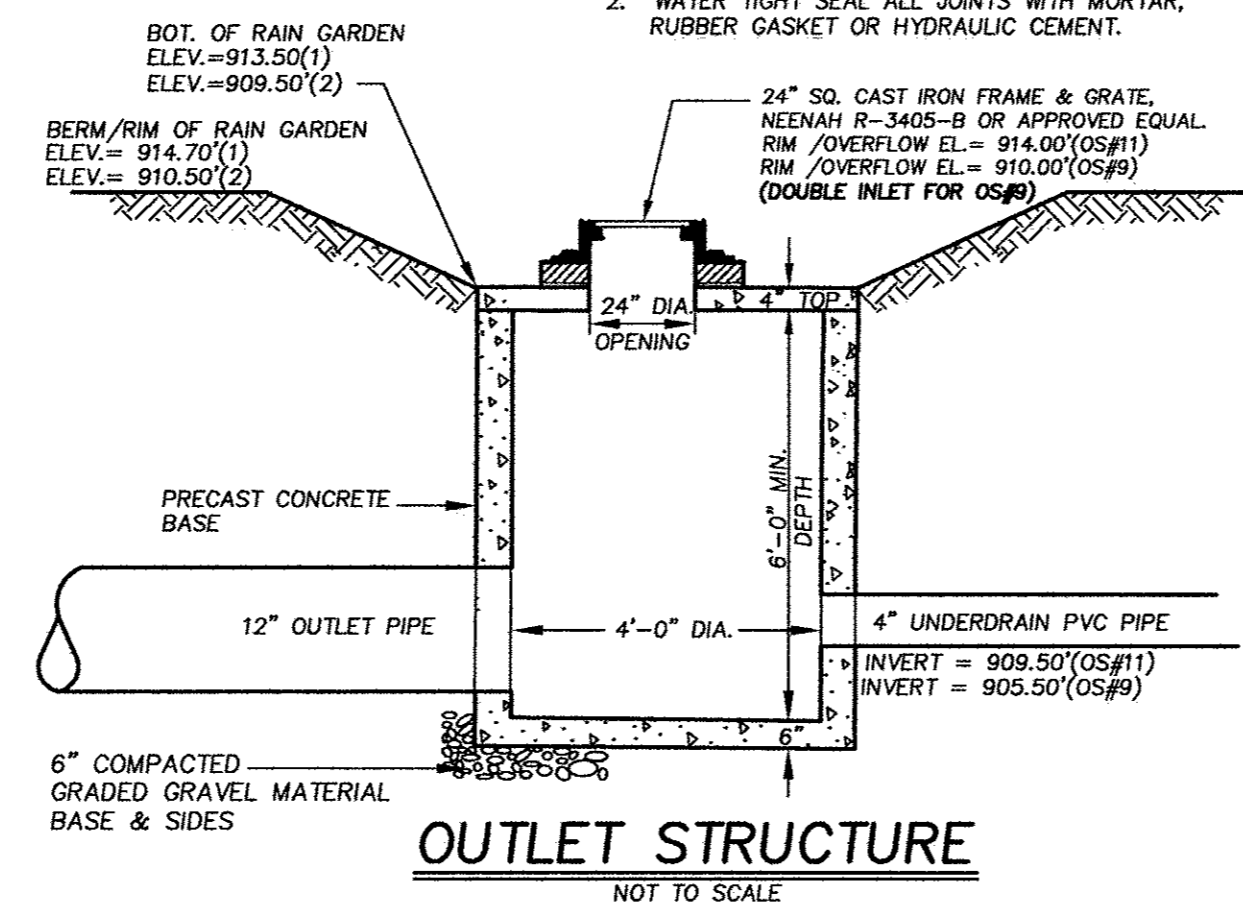 2. WATER TIGHT SEAL ALL JOINTS WITH MORTAR,
RUBBER GASKET OR HYDRAULIC CEMENT.
BOT. OF RAIN GARDEN
ELEV.=913.50(1)
ELEV.=909.50'(2)
24" SQ. CAST IRON FRAME & GRATE,
NEENAH R-3405-B OR APPROVED EQUAL.
RIM /OVERFLOW EL.= 914.00'(OS#11)
RIM /OVERFLOW EL.= 910.00'(OS#9)
(DOUBLE INLET FOR OS#9)
BERM/RIM OF RAIN GARDEN
ELEV.= 914.70'(1)
ELEV.= 910.50'(2)
24" DIA.
OPENING
4" TOP
6'-0" MIN.
DEPTH
PRECAST CONCRETE
BASE
12" OUTLET PIPE
4'-0" DIA.
4" UNDERDRAIN PVC PIPE
INVERT = 909.50'(OS#11)
INVERT = 905.50'(OS#9)
6"
6" COMPACTED
GRADED GRAVEL MATERIAL
BASE & SIDES
OUTLET STRUCTURE
NOT TO SCALE